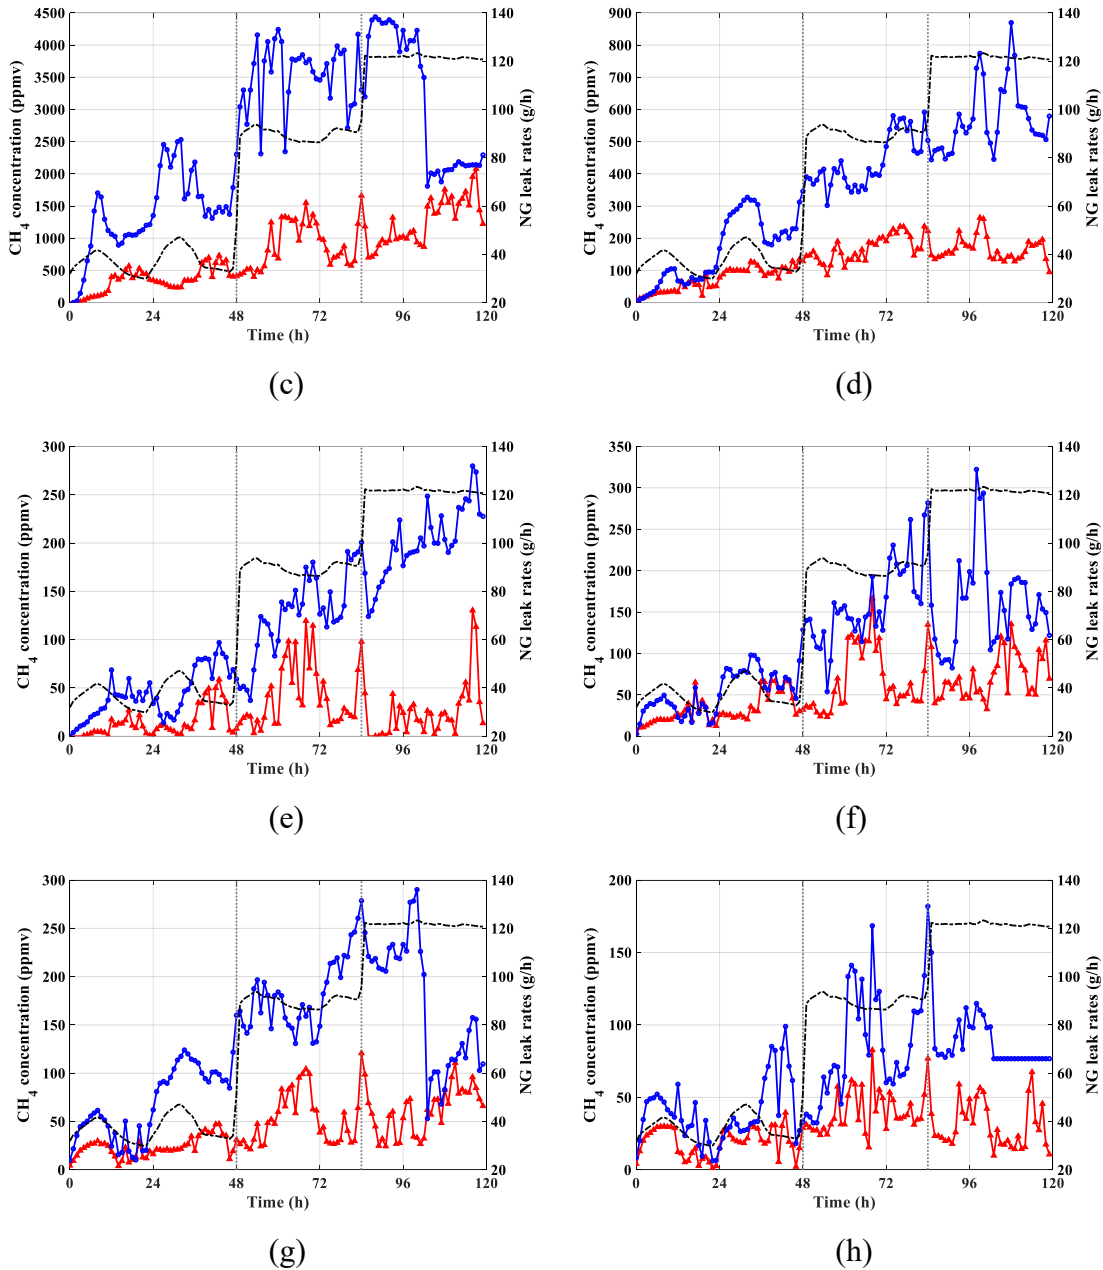 4500
4000
3500
3000
2500
2000
1500
1000
500
0
CH4 concentration (ppmv)
140
120
100
80
60
40
20
NG leak rates (g/h)
0 24 48 72 96 120
Time (h)
(c)
900
800
700
600
500
400
300
200
100
0
CH4 concentration (ppmv)
140
120
100
80
60
40
20
NG leak rates (g/h)
0 24 48 72 96 120
Time (h)
(d)
300
250
200
150
100
50
0
CH4 concentration (ppmv)
140
120
100
80
60
40
20
NG leak rates (g/h)
0 24 48 72 96 120
Time (h)
(e)
350
300
250
200
150
100
50
0
CH4 concentration (ppmv)
140
120
100
80
60
40
20
NG leak rates (g/h)
0 24 48 72 96 120
Time (h)
(f)
300
250
200
150
100
50
0
CH4 concentration (ppmv)
140
120
100
80
60
40
20
NG leak rates (g/h)
0 24 48 72 96 120
Time (h)
(g)
200
150
100
50
0
CH4 concentration (ppmv)
140
120
100
80
60
40
20
NG leak rates (g/h)
0 24 48 72 96 120
Time (h)
(h)